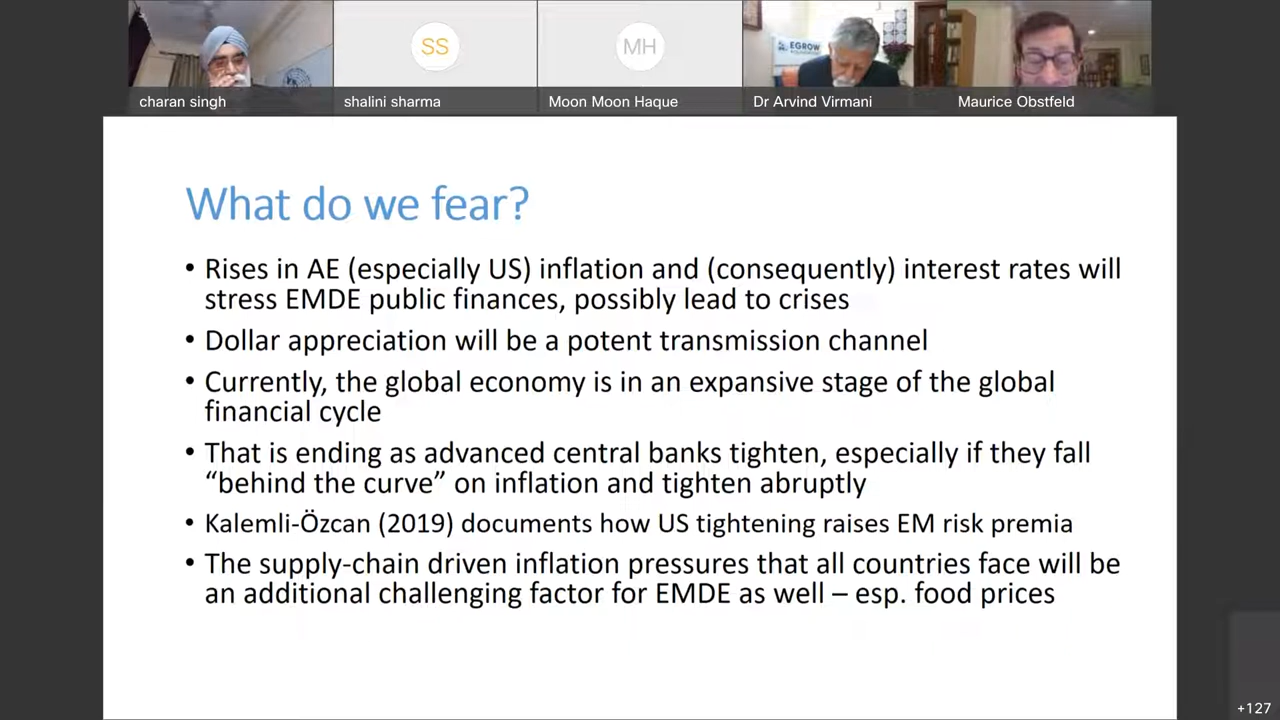 SS
MH
EGROW
charan singh
shalini sharma
Moon Moon Haque
Dr Arvind Virmani
Maurice Obstfeld
What do we fear?
• Rises in AE (especially US) inflation and (consequently) interest rates will
stress EMDE public finances, possibly lead to crises
• Dollar appreciation will be a potent transmission channel
• Currently, the global economy is in an expansive stage of the global
financial cycle
• That is ending as advanced central banks tighten, especially if they fall
“behind the curve” on inflation and tighten abruptly
• Kalemli-Özcan (2019) documents how US tightening raises EM risk premia
• The supply-chain driven inflation pressures that all countries face will be
an additional challenging factor for EMDE as well – esp. food prices
+127